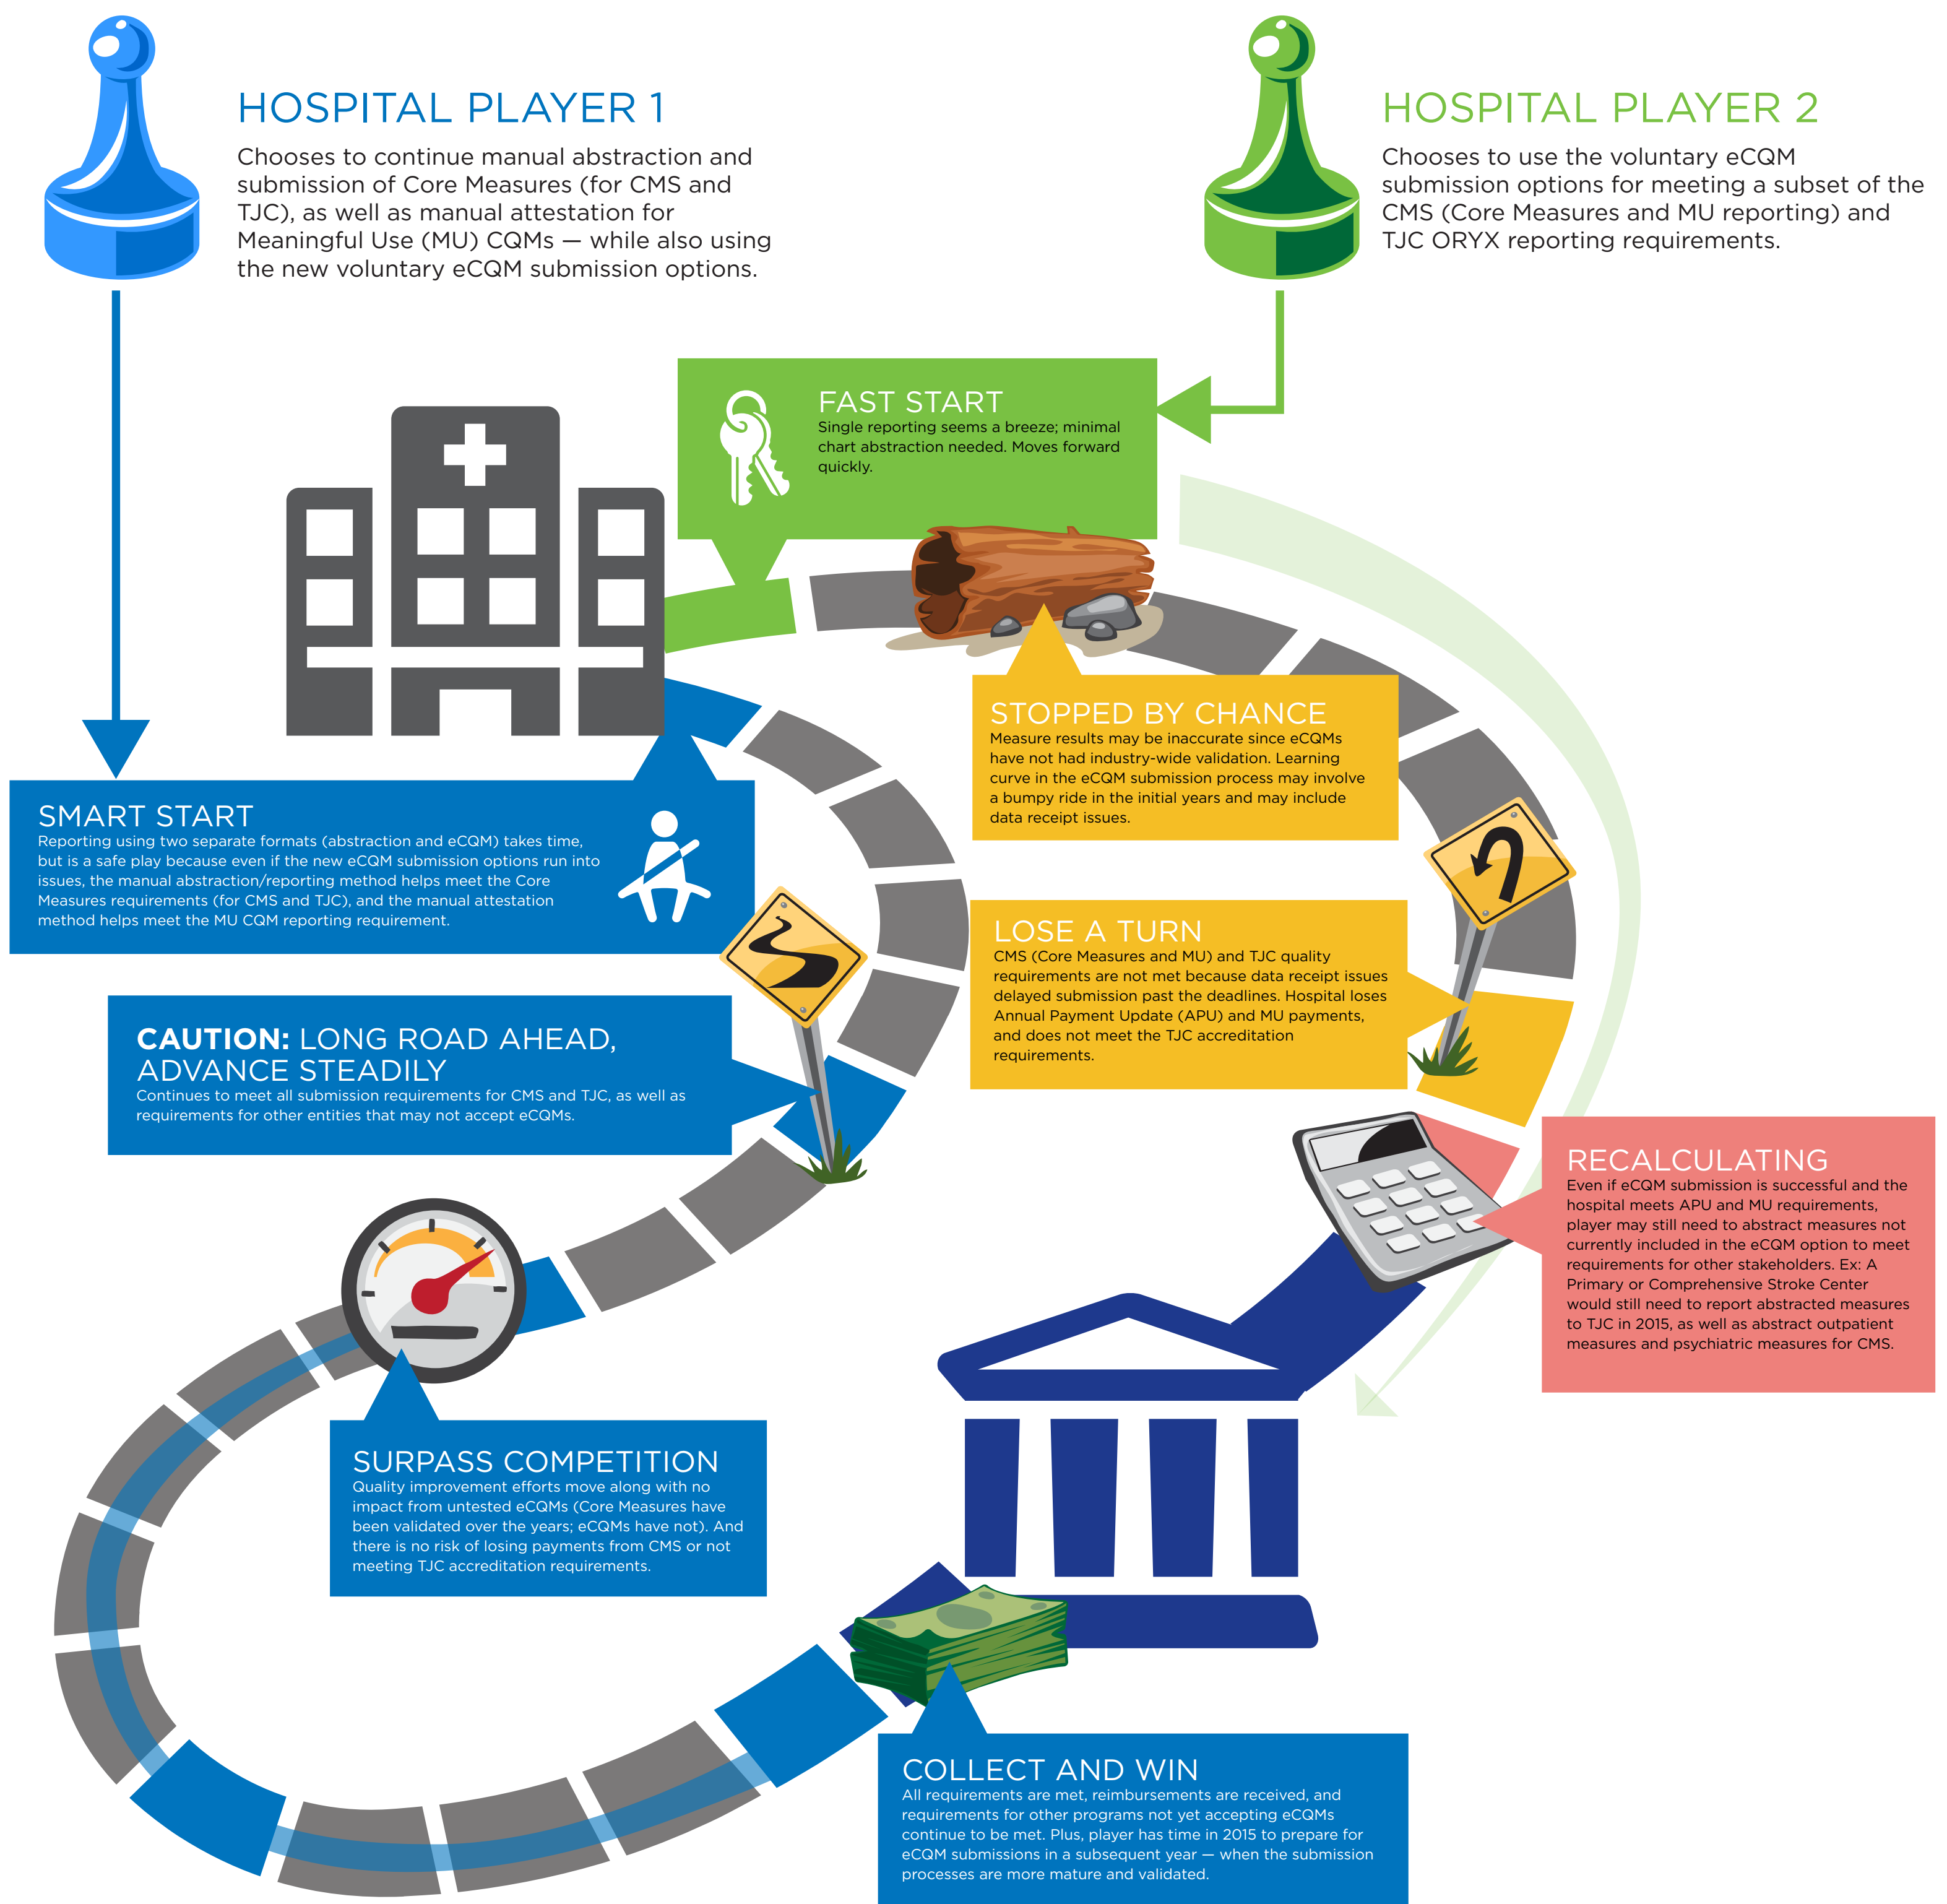 HOSPITAL PLAYER 1
Chooses to continue manual abstraction and
submission of Core Measures (for CMS and
TJC), as well as manual attestation for
Meaningful Use (MU) CQMs — while also using
the new voluntary eCQM submission options.
HOSPITAL PLAYER 2
Chooses to use the voluntary eCQM
submission options for meeting a subset of the
CMS (Core Measures and MU reporting) and
TJC ORYX reporting requirements.
FAST START
Single reporting seems a breeze; minimal
chart abstraction needed. Moves forward
quickly.
STOPPED BY CHANCE
Measure results may be inaccurate since eCQMs
have not had industry-wide validation. Learning
curve in the eCQM submission process may involve
a bumpy ride in the initial years and may include
data receipt issues.
SMART START
Reporting using two separate formats (abstraction and eCQM) takes time,
but is a safe play because even if the new eCQM submission options run into
issues, the manual abstraction/reporting method helps meet the Core
Measures requirements (for CMS and TJC), and the manual attestation
method helps meet the MU CQM reporting requirement.
LOSE A TURN
CMS (Core Measures and MU) and TJC quality
requirements are not met because data receipt issues
delayed submission past the deadlines. Hospital loses
Annual Payment Update (APU) and MU payments,
and does not meet the TJC accreditation
requirements.
CAUTION: LONG ROAD AHEAD,
ADVANCE STEADILY
Continues to meet all submission requirements for CMS and TJC, as well as
requirements for other entities that may not accept eCQMs.
RECALCULATING
Even if eCQM submission is successful and the
hospital meets APU and MU requirements,
player may still need to abstract measures not
currently included in the eCQM option to meet
requirements for other stakeholders. Ex: A
Primary or Comprehensive Stroke Center
would still need to report abstracted measures
to TJC in 2015, as well as abstract outpatient
measures and psychiatric measures for CMS.
SURPASS COMPETITION
Quality improvement efforts move along with no
impact from untested eCQMs (Core Measures have
been validated over the years; eCQMs have not). And
there is no risk of losing payments from CMS or not
meeting TJC accreditation requirements.
COLLECT AND WIN
All requirements are met, reimbursements are received, and
requirements for other programs not yet accepting eCQMs
continue to be met. Plus, player has time in 2015 to prepare for
eCQM submissions in a subsequent year — when the submission
processes are more mature and validated.